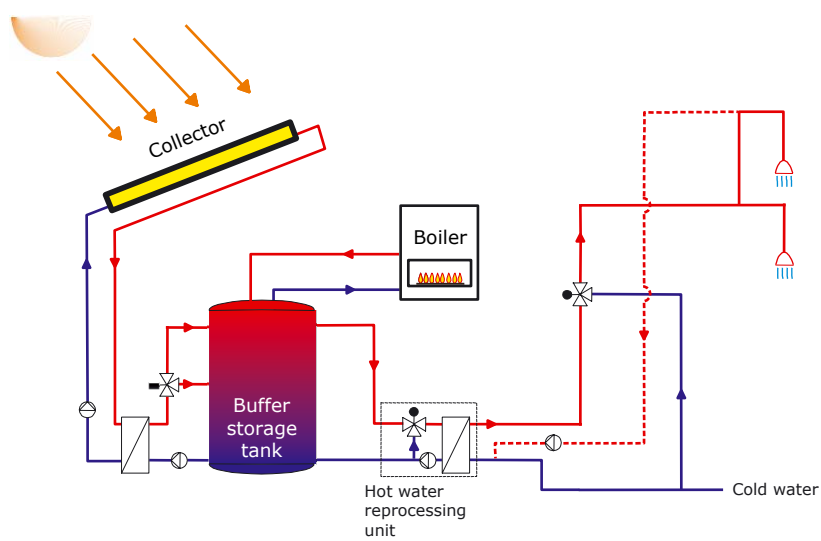 Collector
Boiler
Buffer
storage
tank
Hot water
reprocessing
unit
Cold water